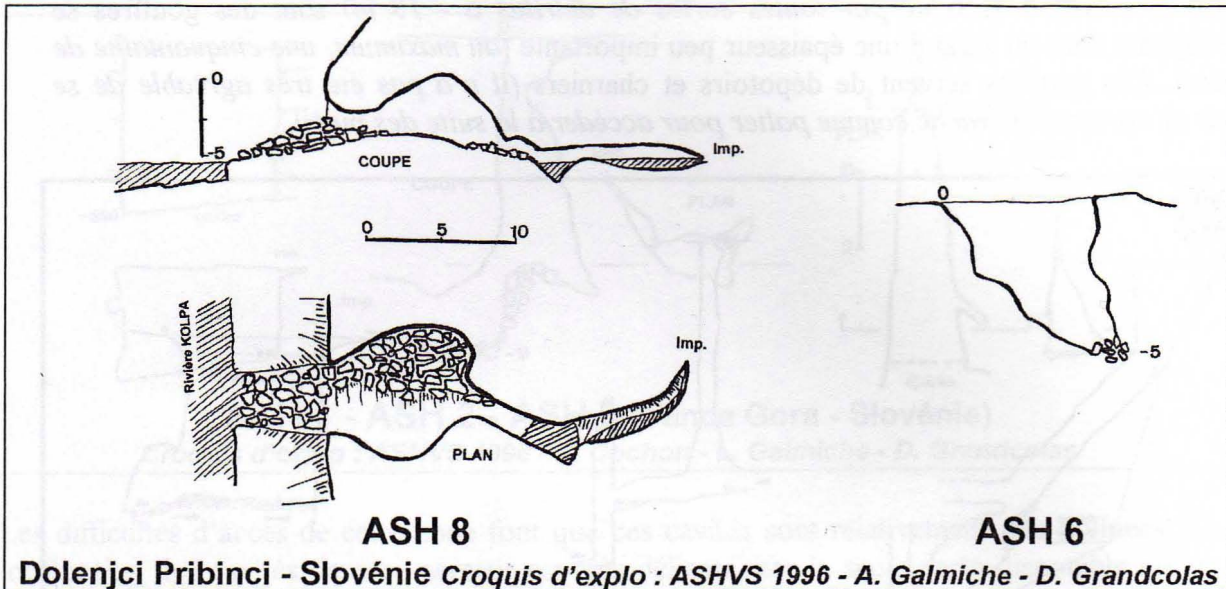 0
-5
COUPE
Imp.
0 5 10
Rivière KOLPA
PLAN
Imp.
ASH 8
0
-5
ASH 6
Dolenjci Pribinci - Slovénie Croquis d'explo : ASHVS 1996 - A. Galmiche - D. Grandcolas